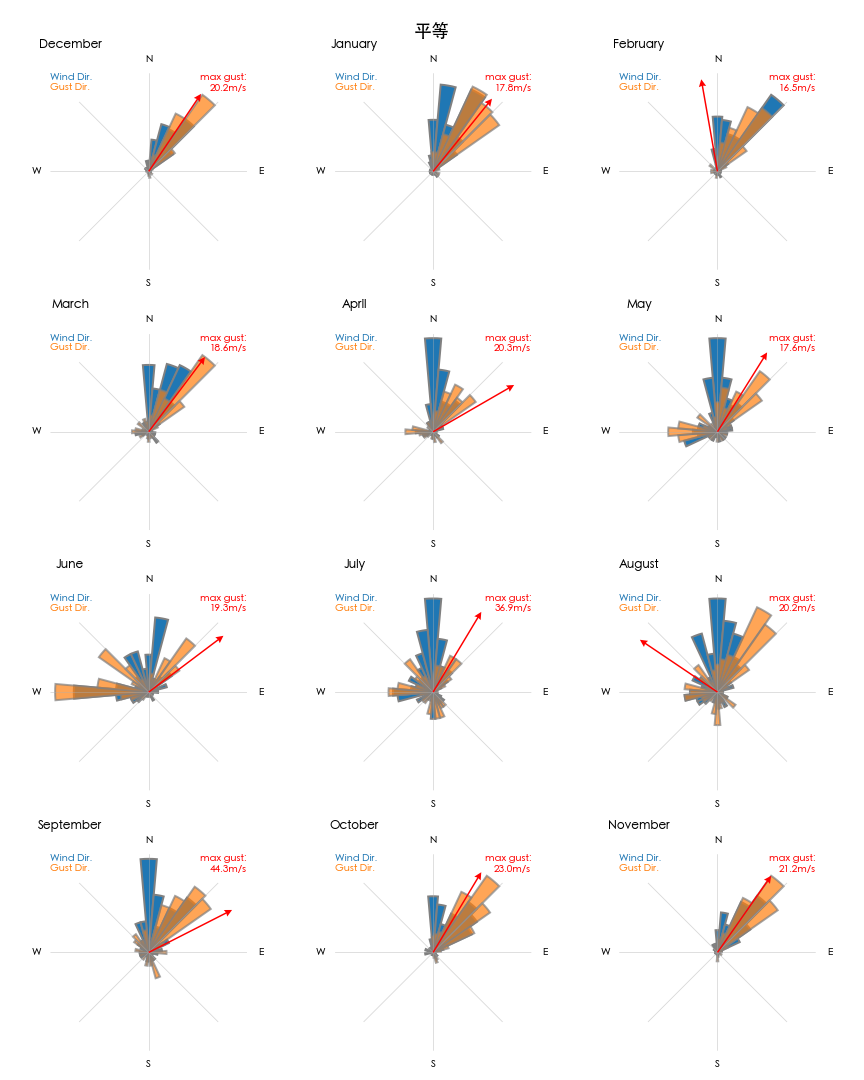 平等
December
N
Wind Dir.
Gust Dir.
max gust:
20.2m/s
W
E
S
January
N
Wind Dir.
Gust Dir.
max gust:
17.8m/s
W
E
S
February
N
Wind Dir.
Gust Dir.
max gust:
16.5m/s
W
E
S
March
N
Wind Dir.
Gust Dir.
max gust:
18.6m/s
W
E
S
April
N
Wind Dir.
Gust Dir.
max gust:
20.3m/s
W
E
S
May
N
Wind Dir.
Gust Dir.
max gust:
17.6m/s
W
E
S
June
N
Wind Dir.
Gust Dir.
max gust:
19.3m/s
W
E
S
July
N
Wind Dir.
Gust Dir.
max gust:
36.9m/s
W
E
S
August
N
Wind Dir.
Gust Dir.
max gust:
20.2m/s
W
E
S
September
N
Wind Dir.
Gust Dir.
max gust:
44.3m/s
W
E
S
October
N
Wind Dir.
Gust Dir.
max gust:
23.0m/s
W
E
S
November
N
Wind Dir.
Gust Dir.
max gust:
21.2m/s
W
E
S